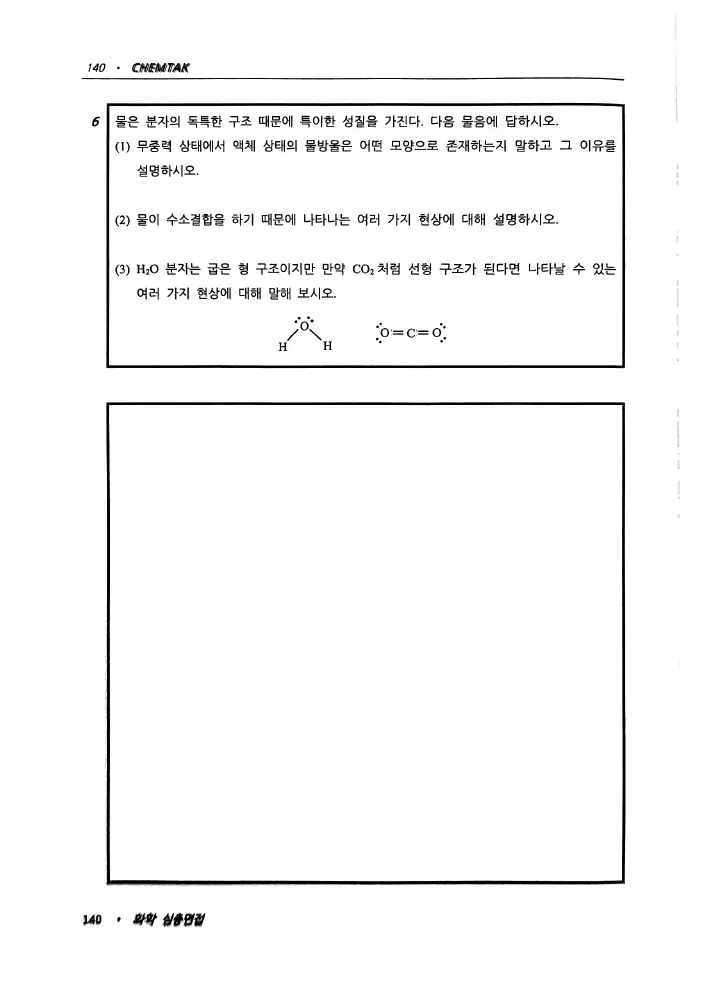 140 • CHEMTAK
6 물은 분자의 독특한 구조 때문에 특이한 성질을 가진다. 다음 물음에 답하시오.
(1) 무중력 상태에서 액체 상태의 물방울은 어떤 모양으로 존재하는지 말하고 그 이유를
설명하시오.
(2) 물이 수소결합을 하기 때문에 나타나는 여러 가지 현상에 대해 설명하시오.
(3) H₂O 분자는 굽은 형 구조이지만 만약 CO₂ 처럼 선형 구조가 된다면 나타날 수 있는
여러 가지 현상에 대해 말해 보시오.
O
H H
O=C=O
140 • 화학 심층면접